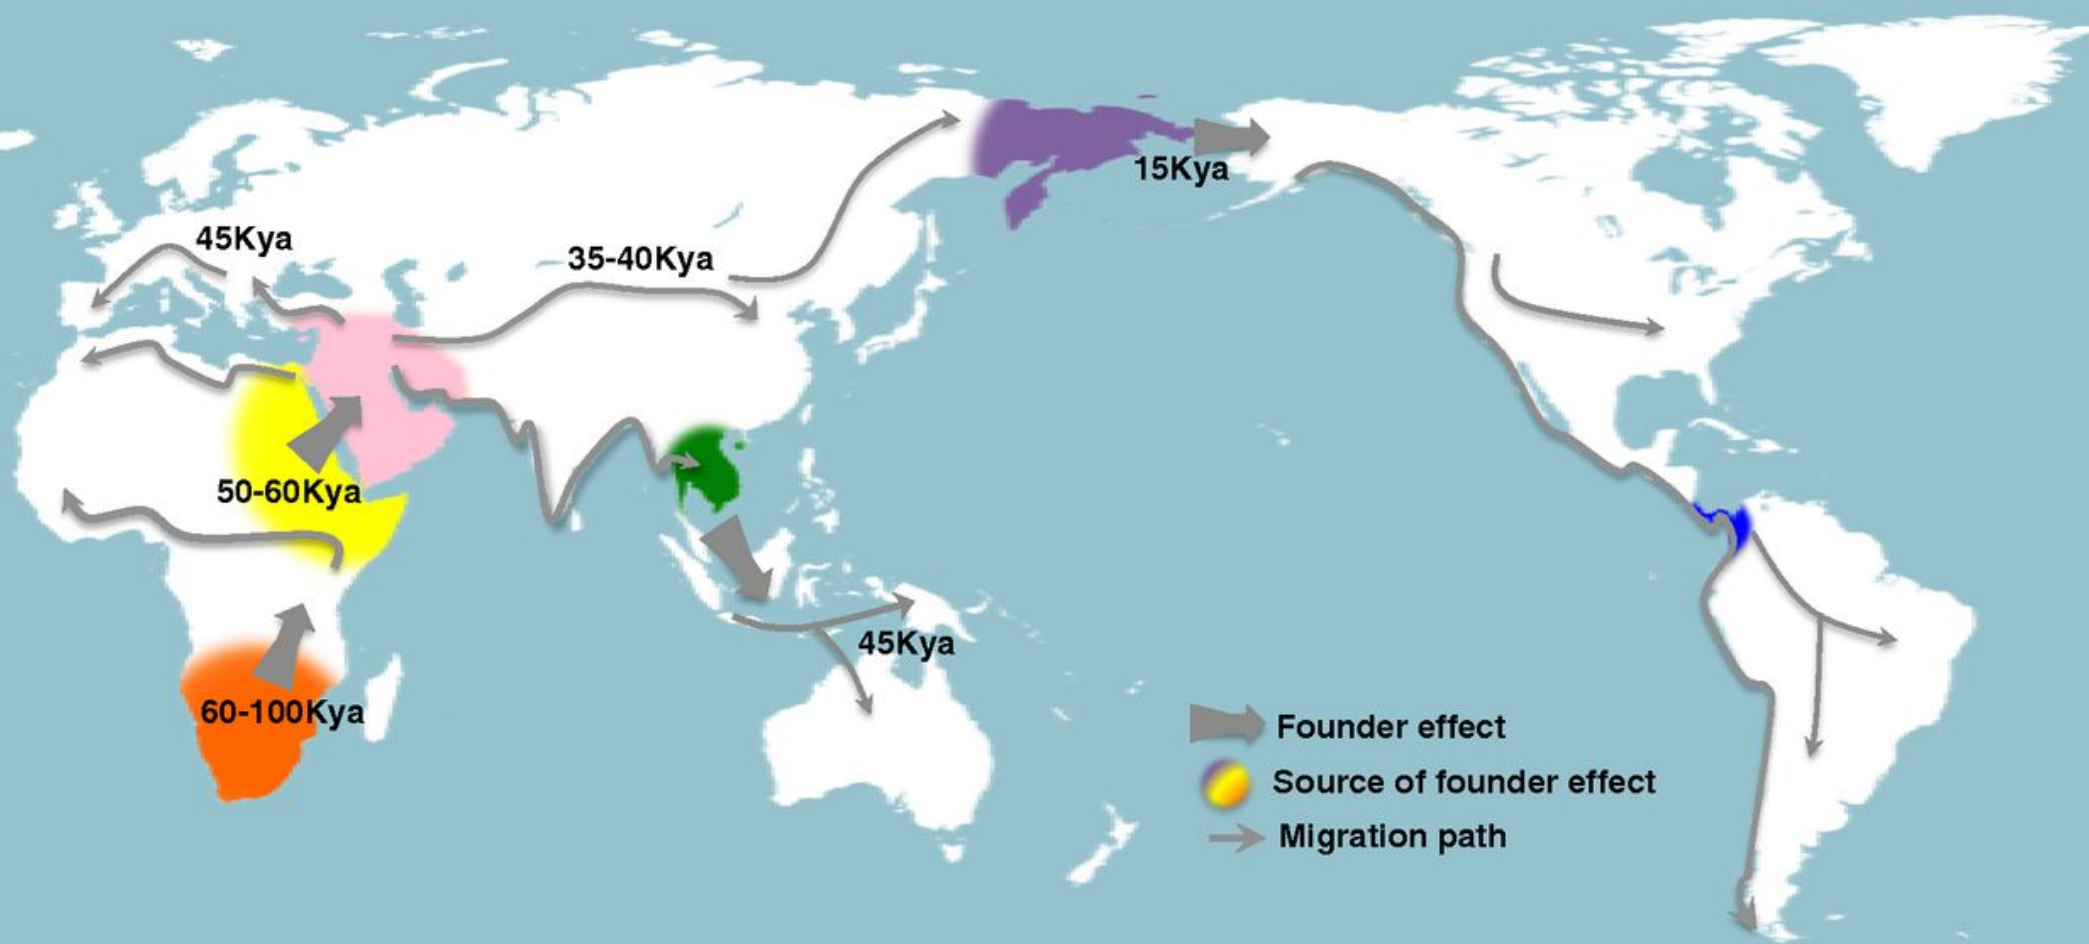 15Kya
45Kya
35-40Kya
50-60Kya
45Kya
60-100Kya
Founder effect
Source of founder effect
Migration path